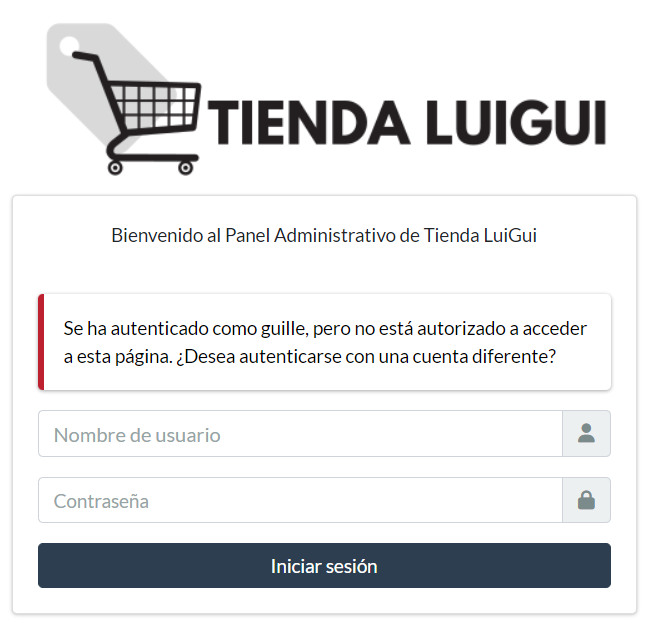 TIENDA LUIGUI
Bienvenido al Panel Administrativo de Tienda LuiGui
Se ha autenticado como guille, pero no está autorizado a acceder
a esta página. ¿Desea autenticarse con una cuenta diferente?
Nombre de usuario
Contraseña
Iniciar sesión